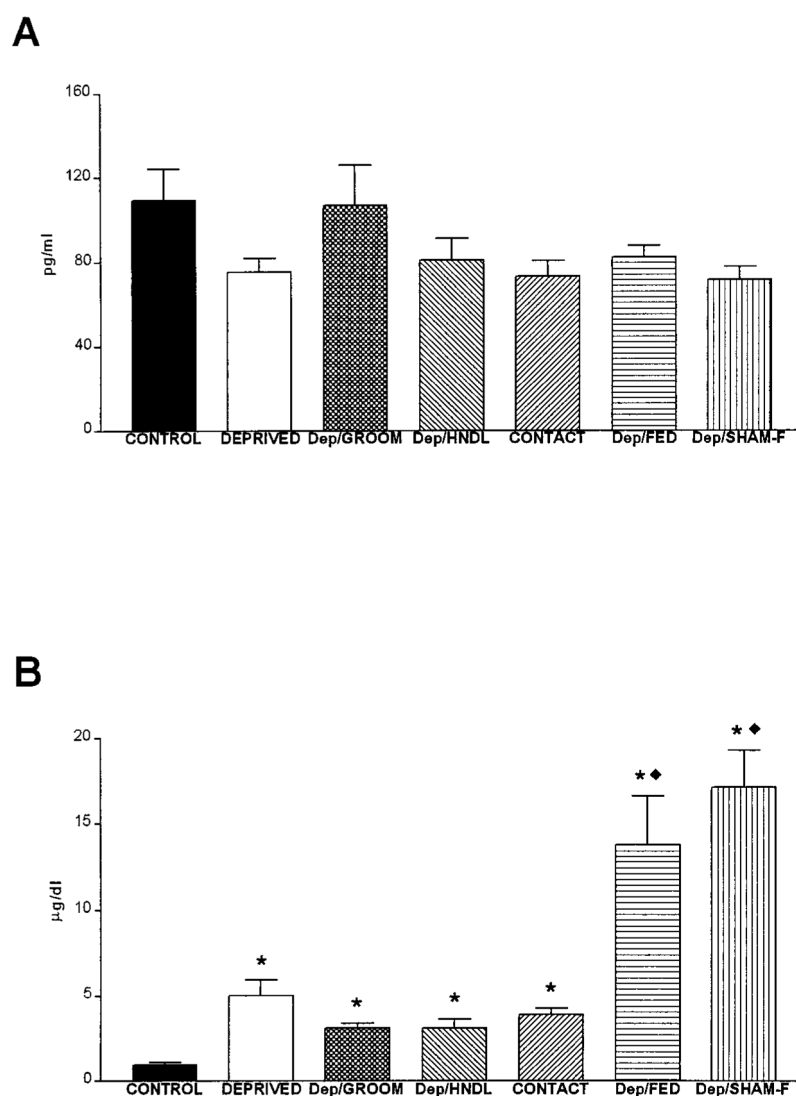 A
160
120
80
40
0
pg/ml
CONTROL DEPRIVED Dep/GROOM Dep/HNDL CONTACT Dep/FED Dep/SHAM-F
B
20
15
10
5
0
µg/dl
* * * * *◆ *◆
CONTROL DEPRIVED Dep/GROOM Dep/HNDL CONTACT Dep/FED Dep/SHAM-F